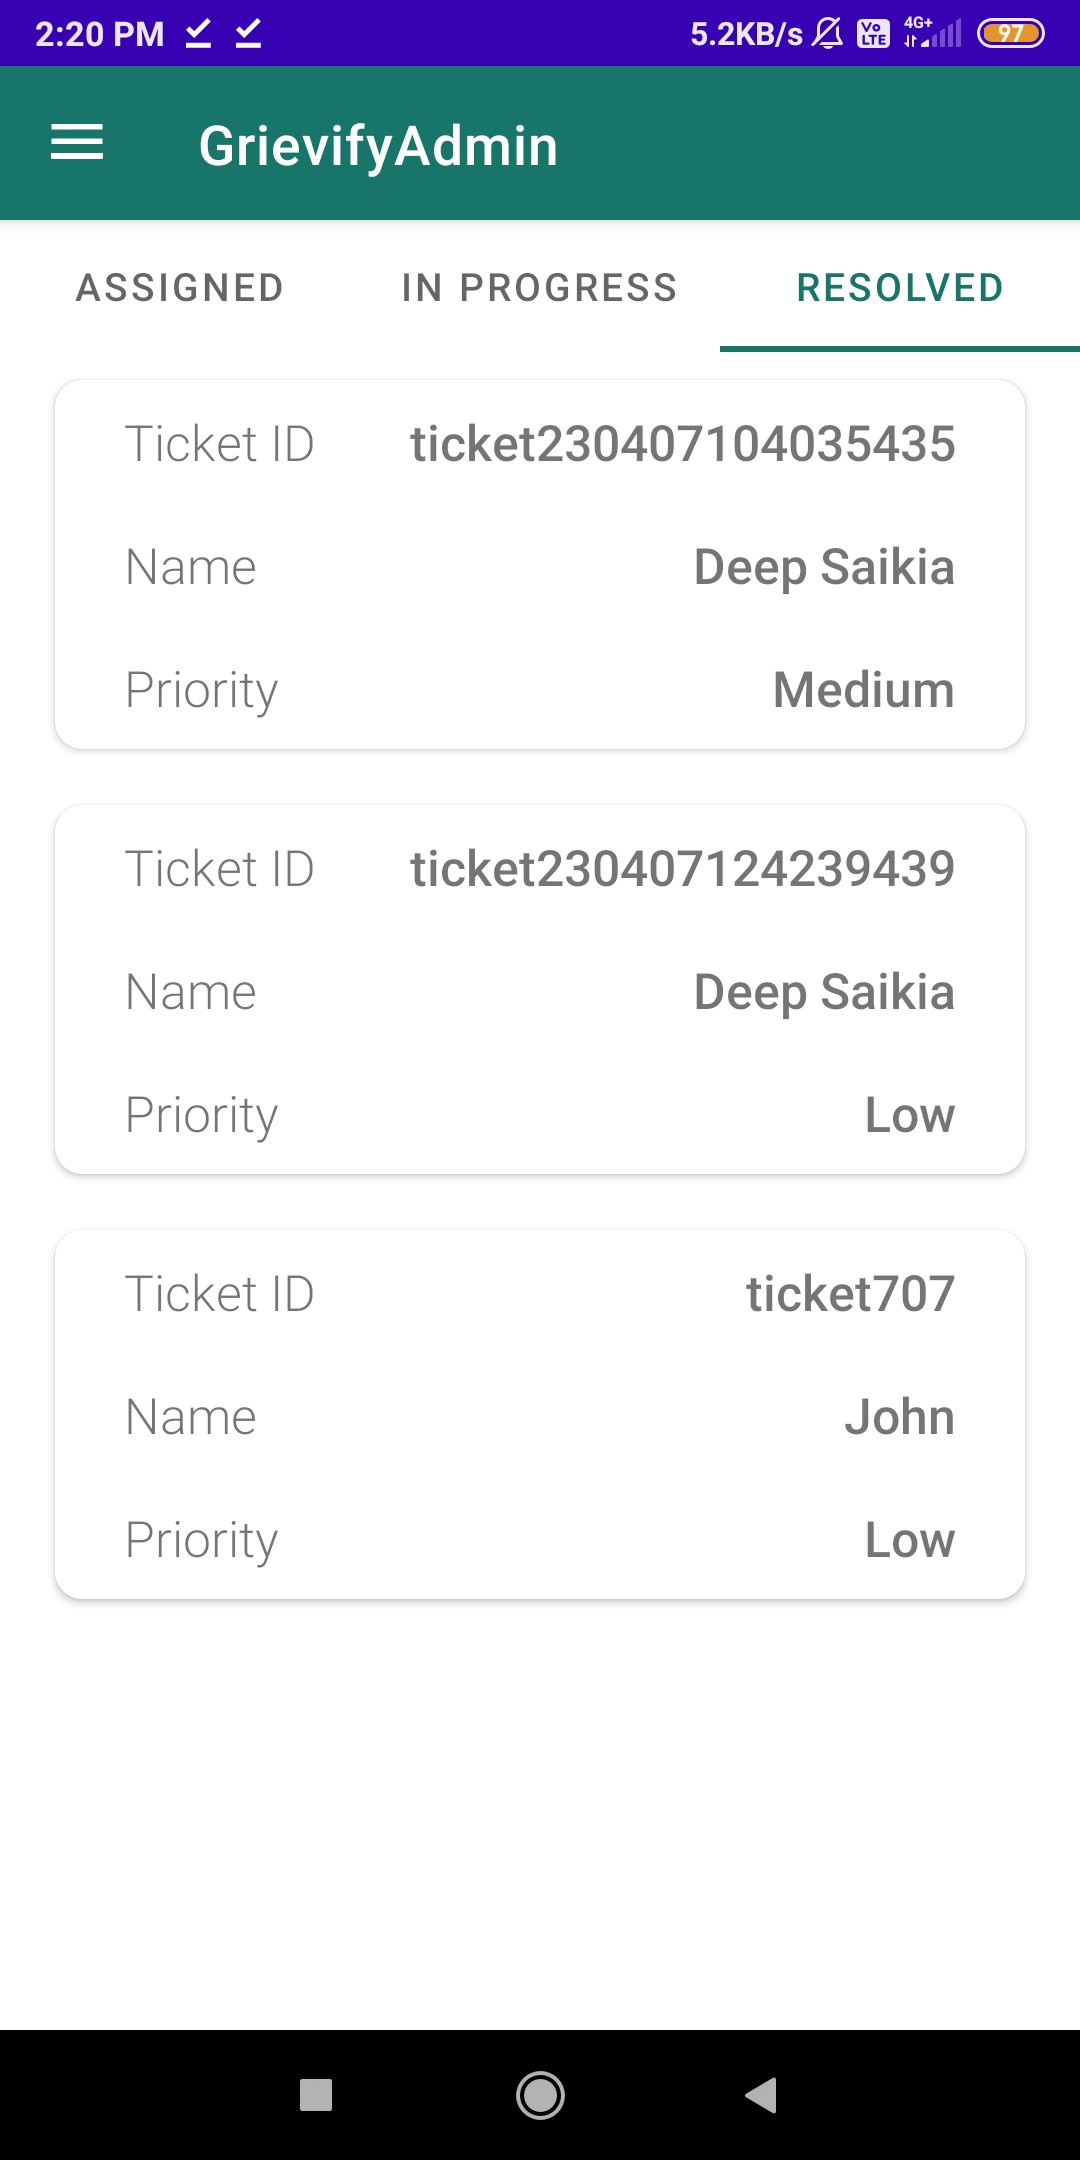 2:20 PM 5.2KB/s Vo LTE 4G+ 97
GrievifyAdmin
ASSIGNED IN PROGRESS RESOLVED
Ticket ID ticket230407104035435
Name Deep Saikia
Priority Medium
Ticket ID ticket230407124239439
Name Deep Saikia
Priority Low
Ticket ID ticket707
Name John
Priority Low